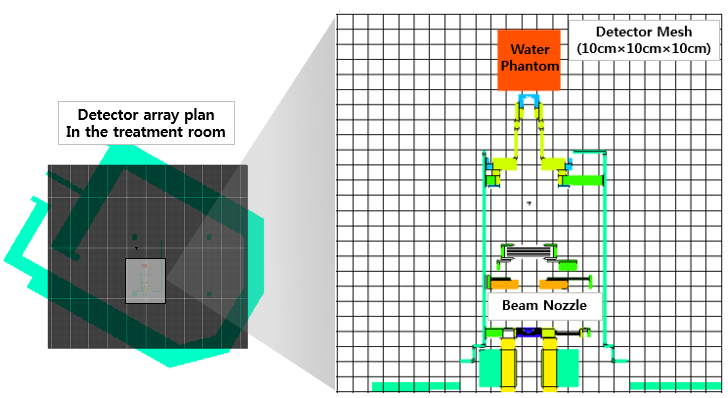 Detector array plan
In the treatment room
Water
Phantom
Detector Mesh
(10cm×10cm×10cm)
Beam Nozzle